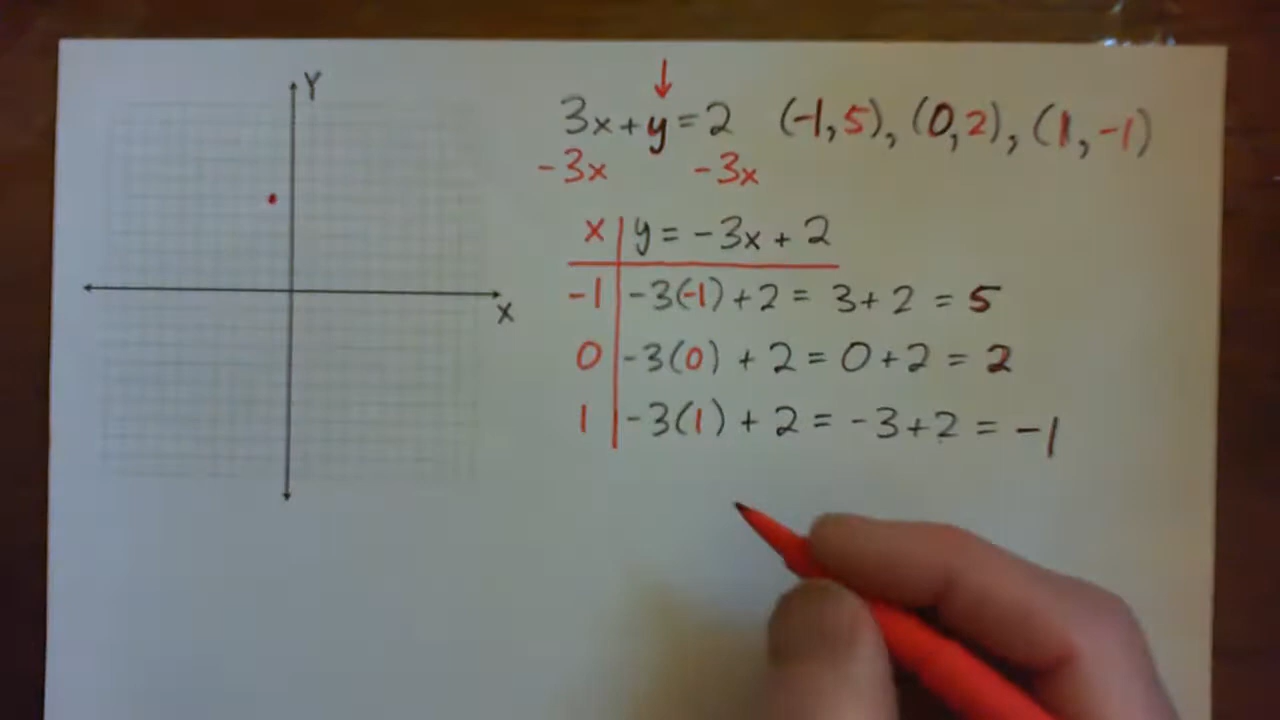 Y
X
3x+y=2 (-1,5), (0,2), (1,-1)
-3x -3x
x y = -3x + 2
-1 -3(-1) + 2 = 3 + 2 = 5
0 -3(0) + 2 = 0 + 2 = 2
1 -3(1) + 2 = -3 + 2 = -1